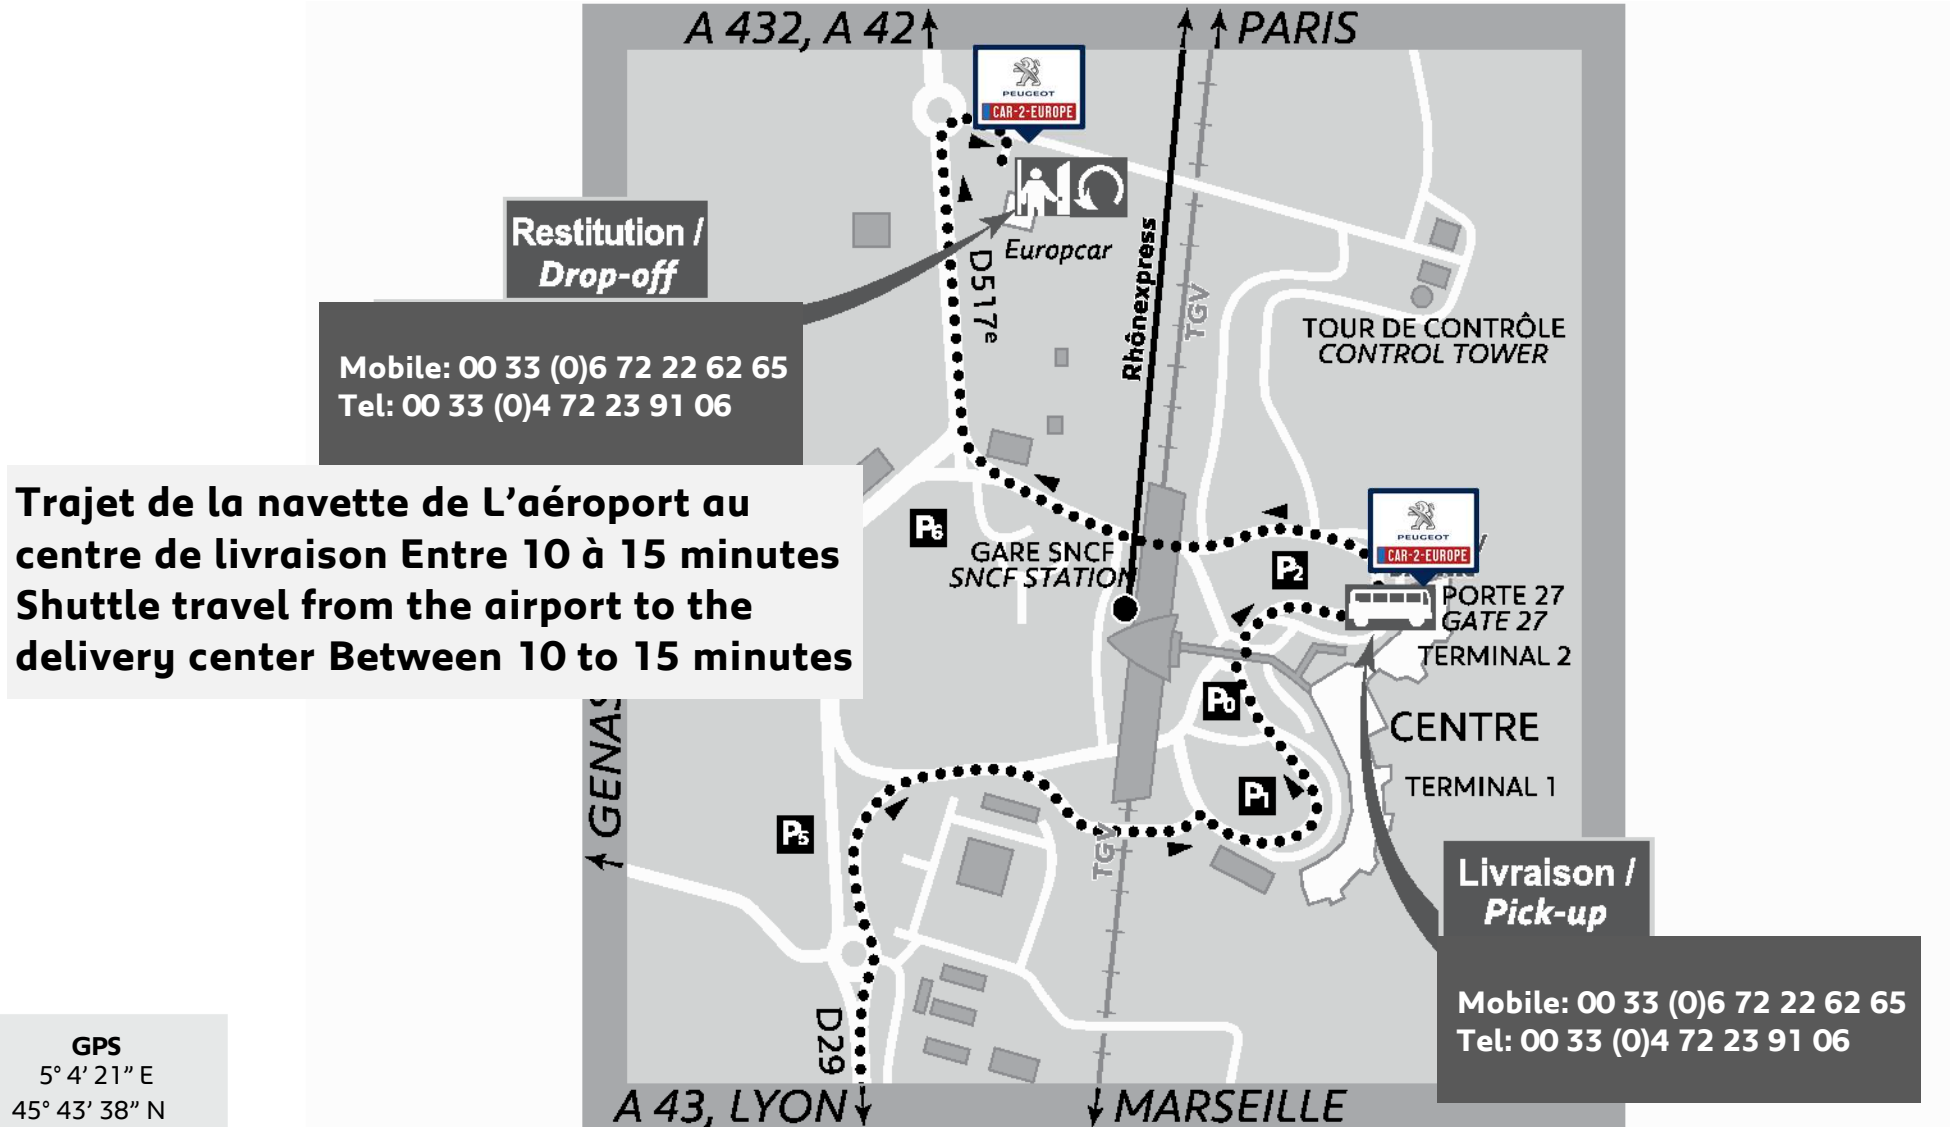 A 432, A 42
PARIS
PEUGEOT
CAR-2-EUROPE
Restitution /
Drop-off
Europcar
D517e
Rhônexpress
TGV
TOUR DE CONTRÔLE
CONTROL TOWER
Mobile: 00 33 (0)6 72 22 62 65
Tel: 00 33 (0)4 72 23 91 06
Trajet de la navette de L’aéroport au
centre de livraison Entre 10 à 15 minutes
Shuttle travel from the airport to the
delivery center Between 10 to 15 minutes
P6
GARE SNCF
SNCF STATION
P2
PEUGEOT
CAR-2-EUROPE
PORTE 27
GATE 27
TERMINAL 2
P0
CENTRE
TERMINAL 1
P1
P5
TGV
Livraison /
Pick-up
Mobile: 00 33 (0)6 72 22 62 65
Tel: 00 33 (0)4 72 23 91 06
D29
GPS
5° 4’ 21” E
45° 43’ 38” N
A 43, LYON
MARSEILLE